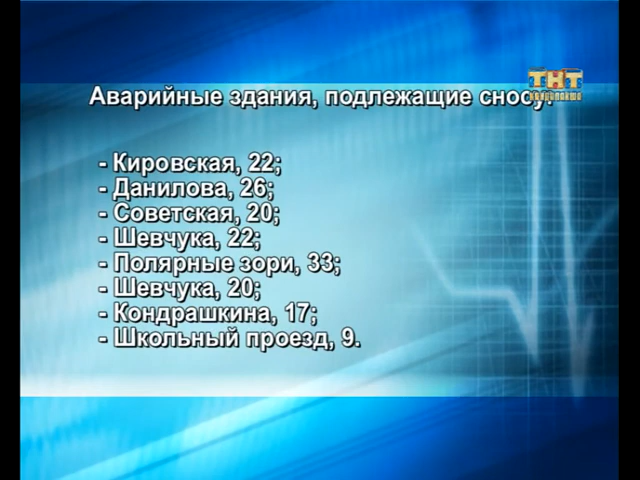 ТНТ
Аварийные здания, подлежащие сносу:
- Кировская, 22;
- Данилова, 26;
- Советская, 20;
- Шевчука, 22;
- Полярные зори, 33;
- Шевчука, 20;
- Кондрашкина, 17;
- Школьный проезд, 9.